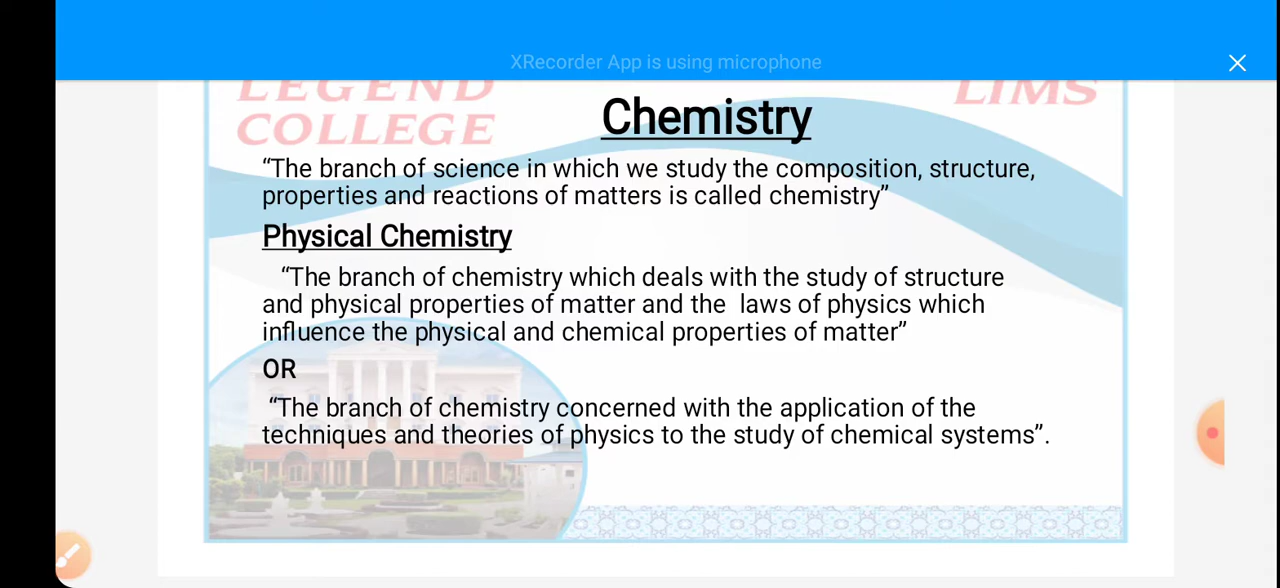 XRecorder App is using microphone
LEGEND
COLLEGE
LIMS
Chemistry
“The branch of science in which we study the composition, structure,
properties and reactions of matters is called chemistry”
Physical Chemistry
“The branch of chemistry which deals with the study of structure
and physical properties of matter and the laws of physics which
influence the physical and chemical properties of matter”
OR
“The branch of chemistry concerned with the application of the
techniques and theories of physics to the study of chemical systems”.